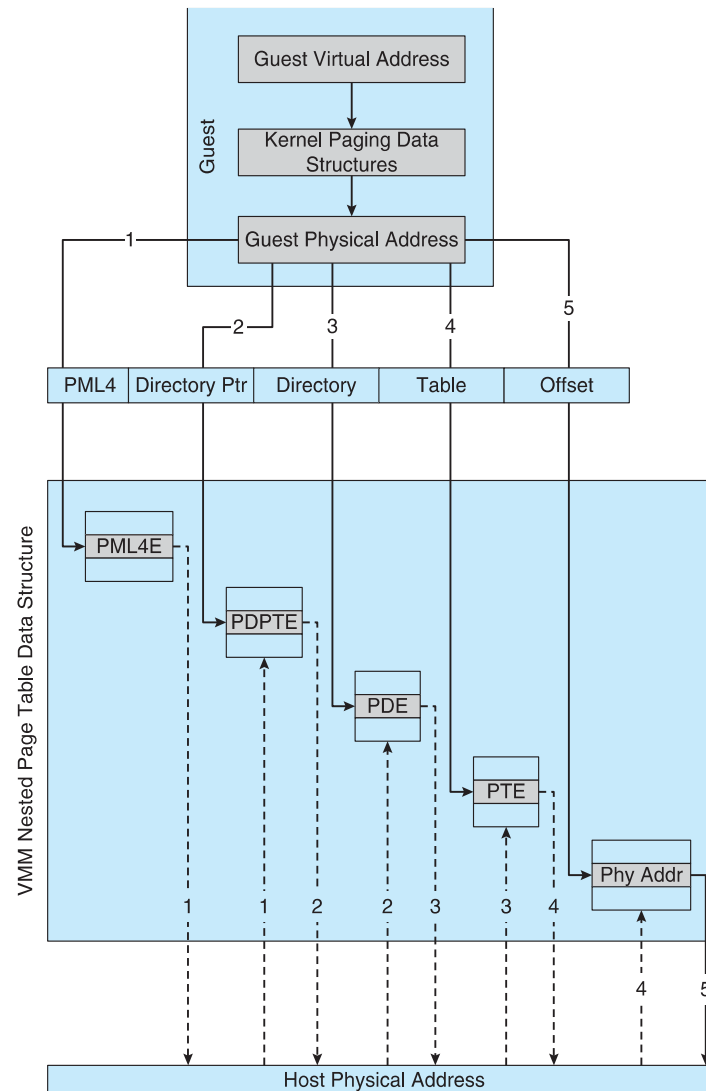 Guest Virtual Address
Kernel Paging Data
Structures
Guest
Guest Physical Address
1
2
3
4
5
PML4
Directory Ptr
Directory
Table
Offset
VMM Nested Page Table Data Structure
PML4E
PDPTE
PDE
PTE
Phy Addr
1
1
2
2
3
3
4
4
5
Host Physical Address